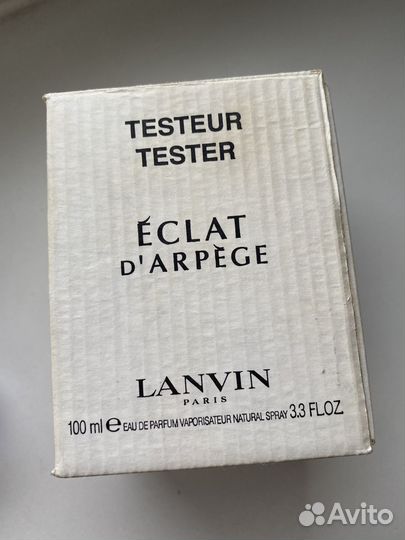 TESTEUR
TESTER
ÉCLAT
D'ARPÈGE
LANVIN
PARIS
100 ml e EAU DE PARFUM VAPORISATEUR NATURAL SPRAY 3.3 FL.OZ.
Avito